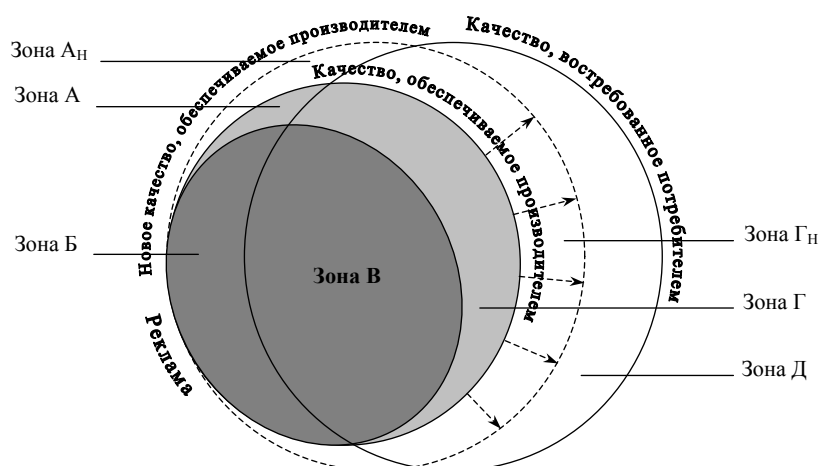 Новое качество, обеспечиваемое производителем
Качество, востребованное потребителем
Зона Aн
Качество, обеспечиваемое производителем
Зона А
Зона Б
Зона Гн
Зона В
Зона Г
Реклама
Зона Д